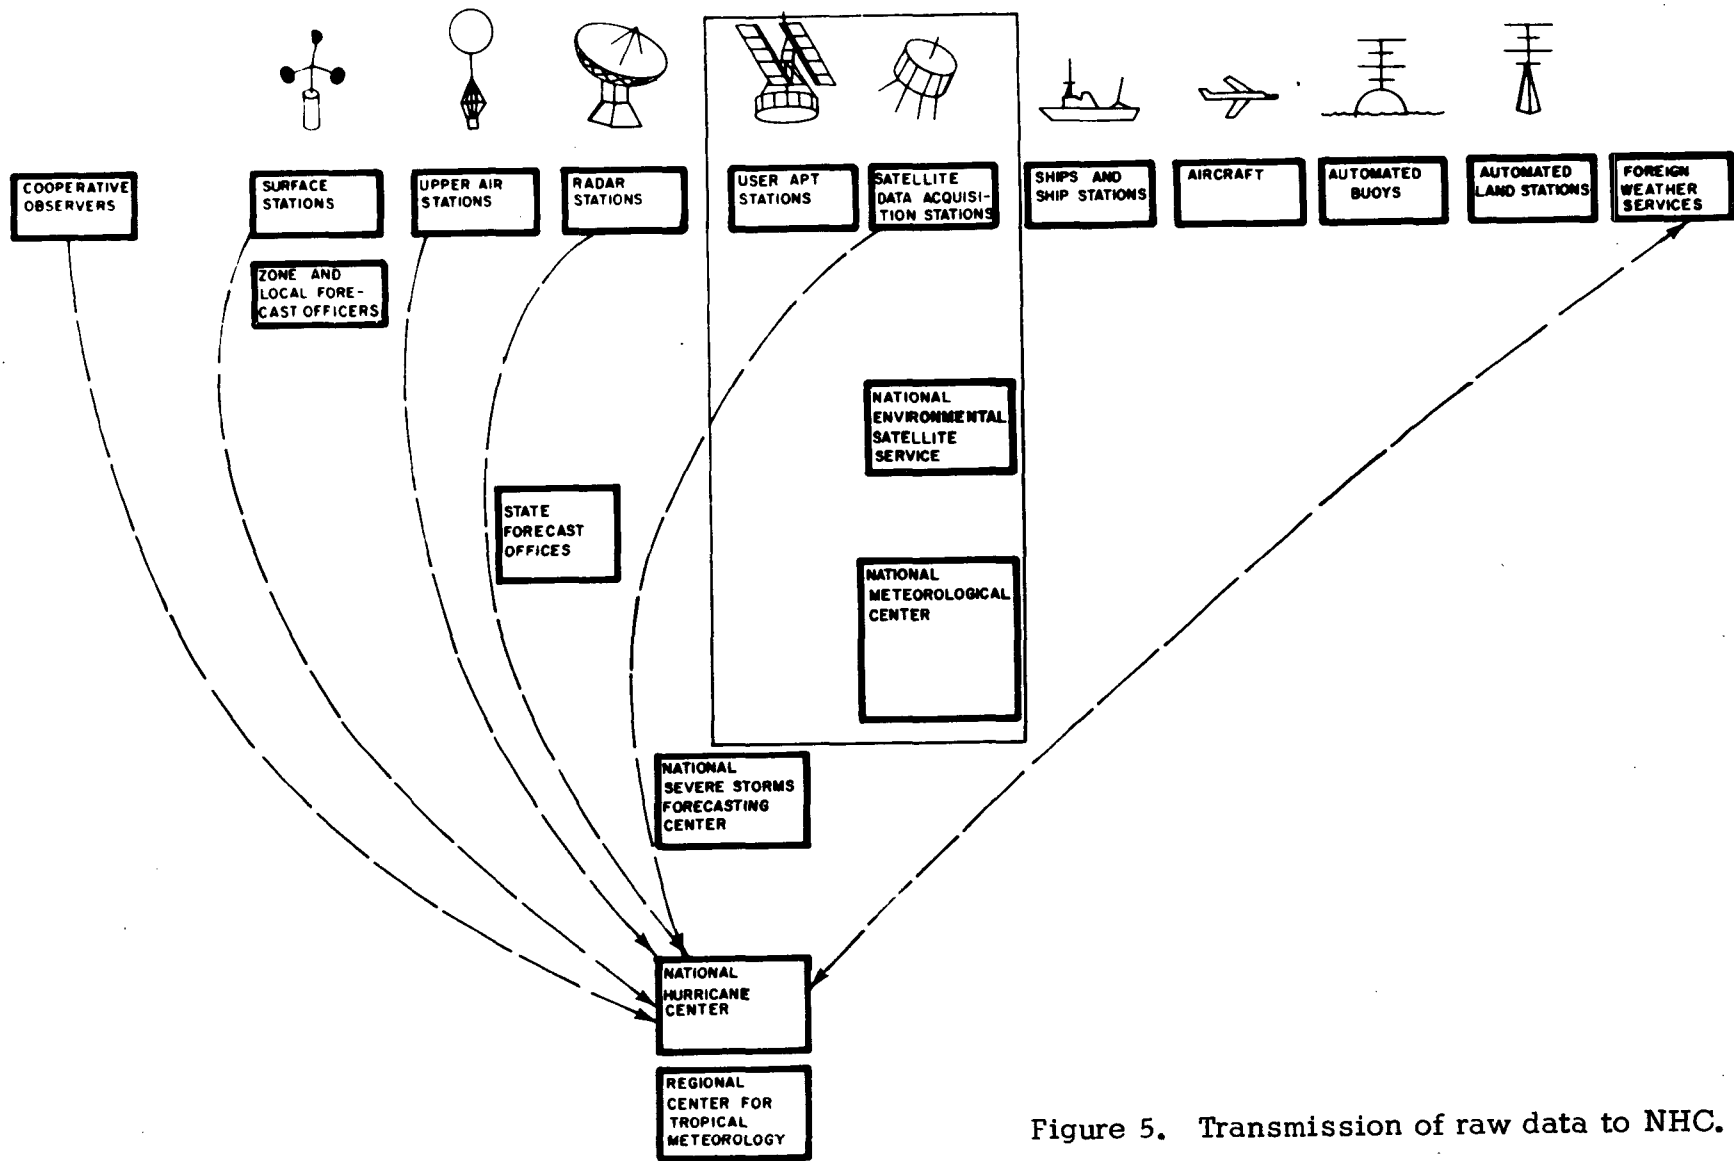 COOPERATIVE
OBSERVERS
SURFACE
STATIONS
UPPER AIR
STATIONS
RADAR
STATIONS
USER APT
STATIONS
SATELLITE
DATA ACQUISI-
TION STATIONS
SHIPS AND
SHIP STATIONS
AIRCRAFT
AUTOMATED
BUOYS
AUTOMATED
LAND STATIONS
FOREIGN
WEATHER
SERVICES
ZONE AND
LOCAL FORE-
CAST OFFICERS
NATIONAL
ENVIRONMENTAL
SATELLITE
SERVICE
STATE
FORECAST
OFFICES
NATIONAL
METEOROLOGICAL
CENTER
NATIONAL
SEVERE STORMS
FORECASTING
CENTER
NATIONAL
HURRICANE
CENTER
REGIONAL
CENTER FOR
TROPICAL
METEOROLOGY
Figure 5. Transmission of raw data to NHC.